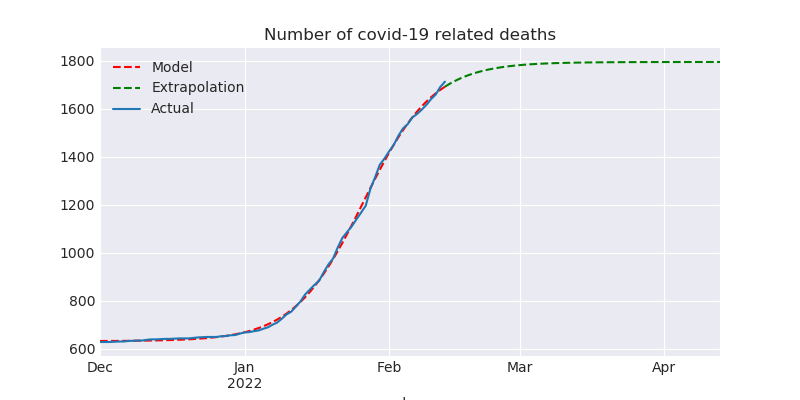 Number of covid-19 related deaths
1800
1600
1400
1200
1000
800
600
Model
Extrapolation
Actual
Dec
Jan
2022
Feb
Mar
Apr